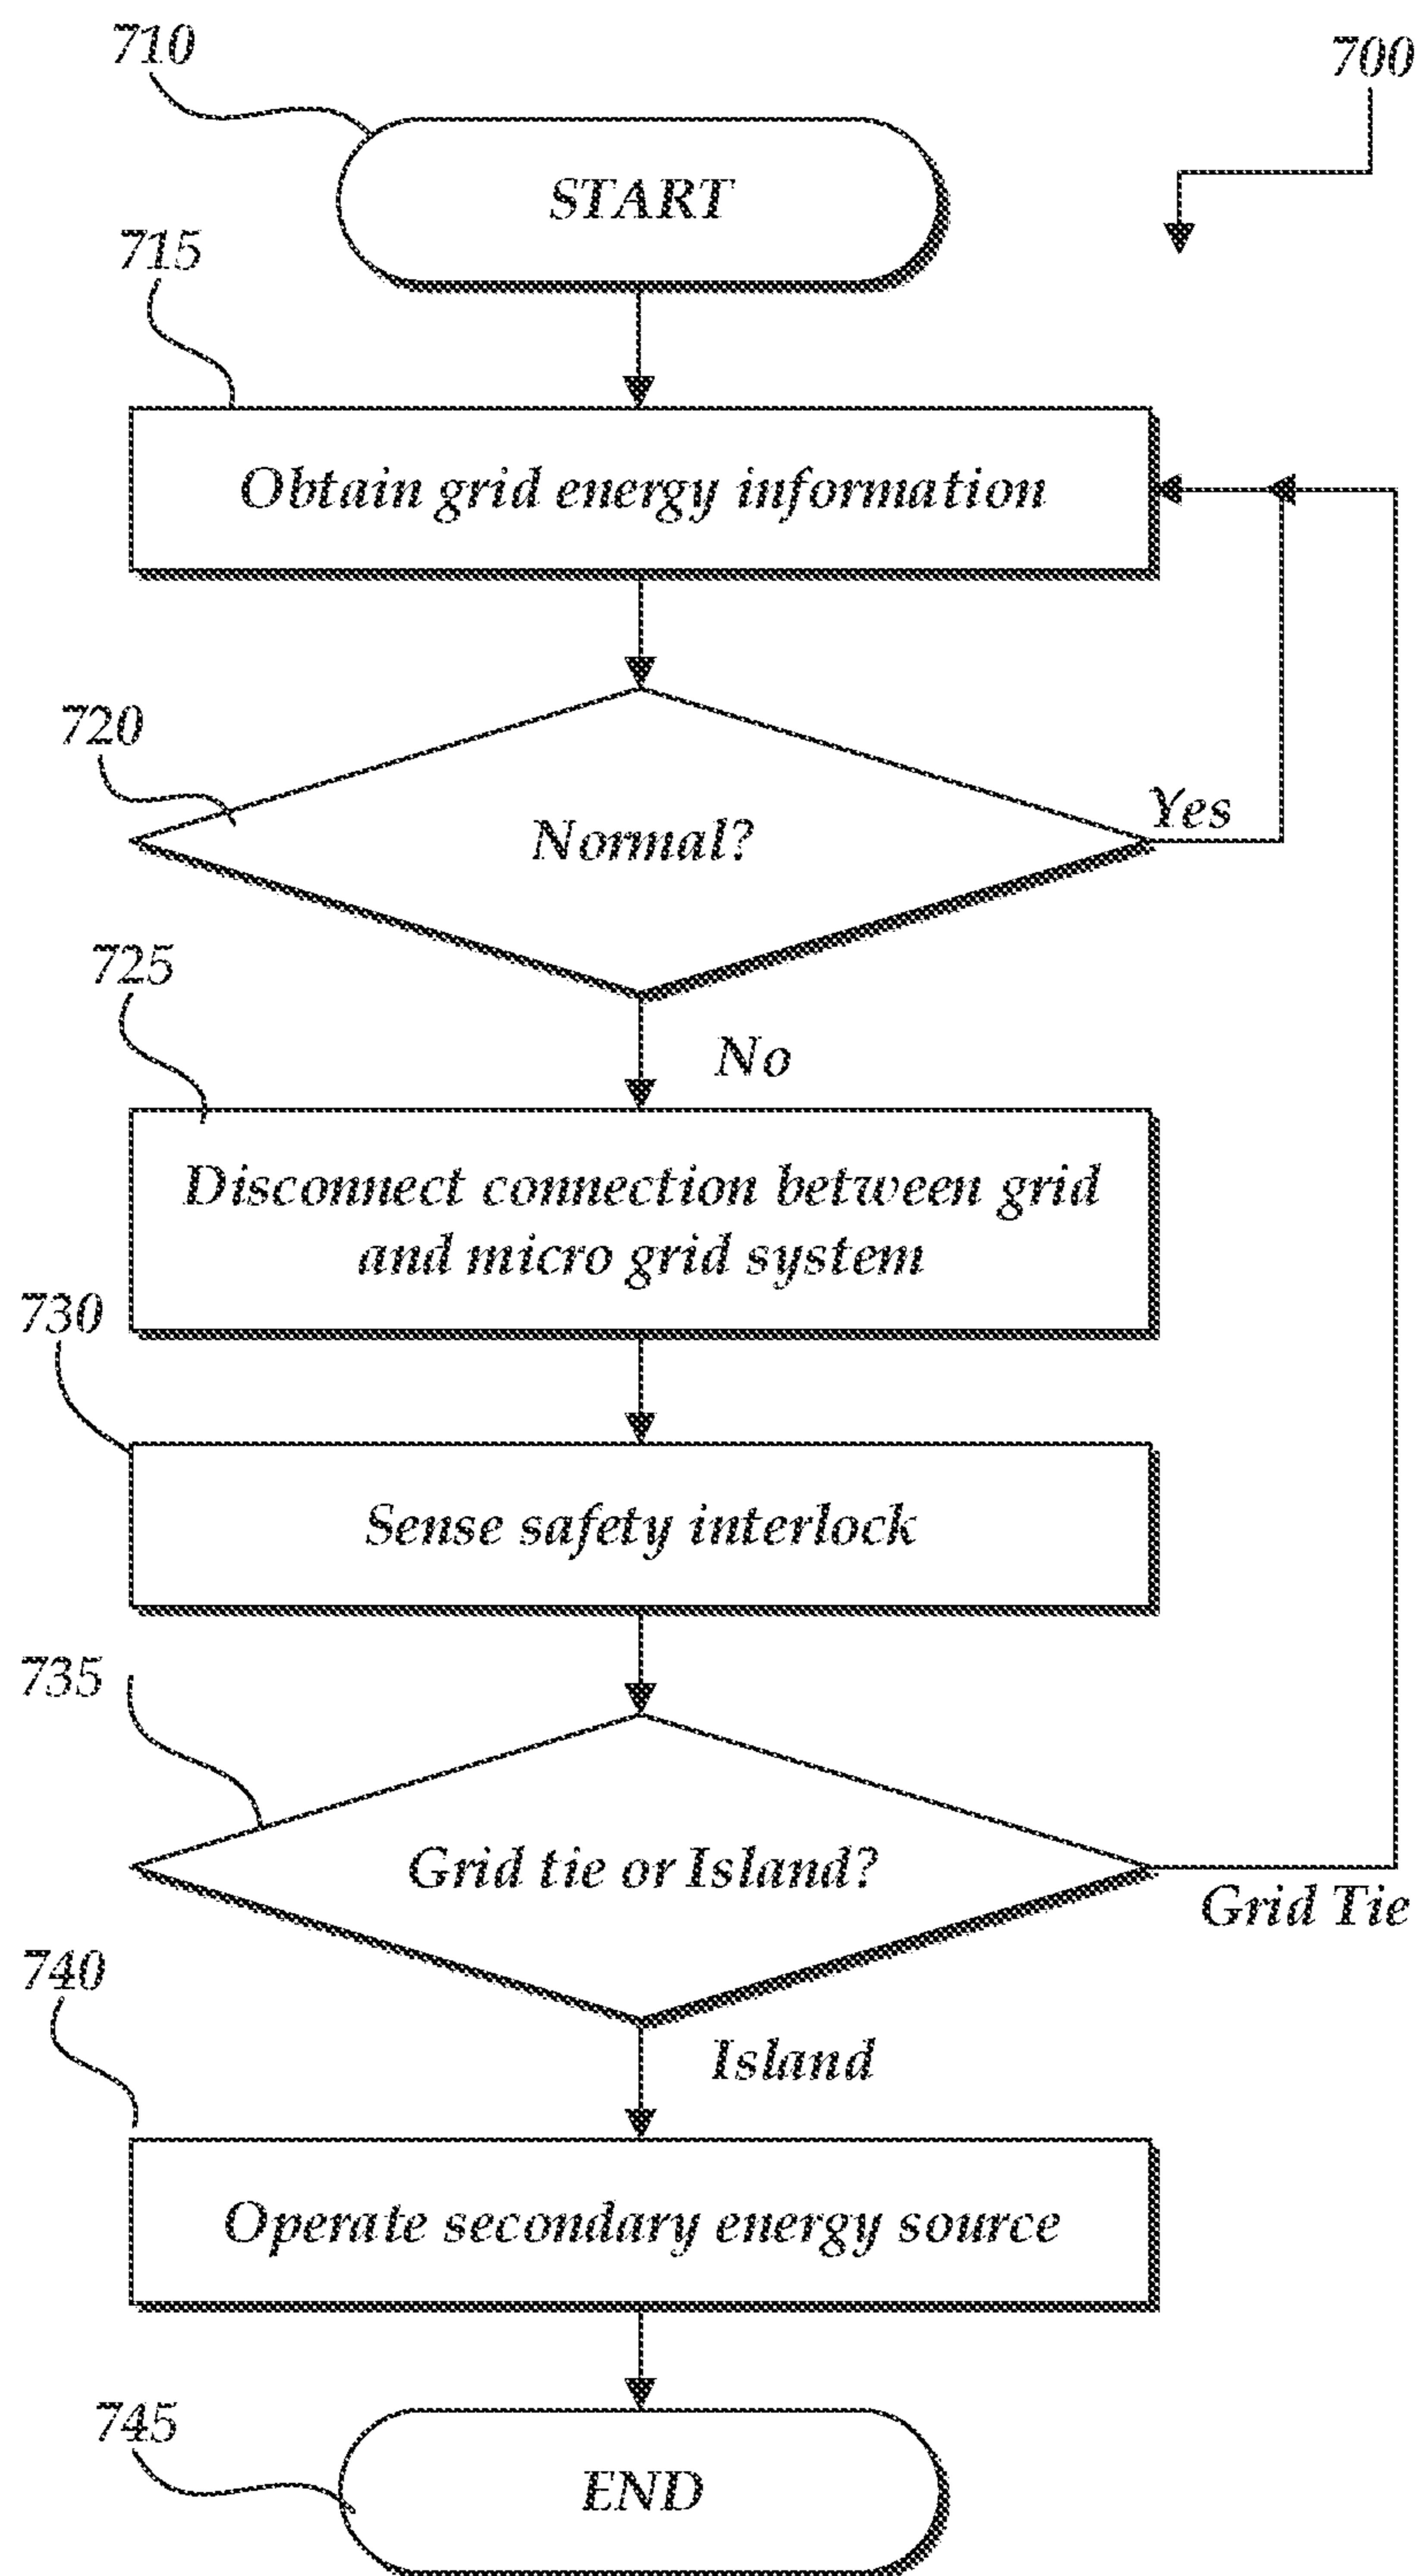 710
700
START
715
Obtain grid energy information
720
Yes
Normal?
725
No
Disconnect connection between grid
and micro grid system
730
Sense safety interlock
735
Grid tie or Island?
Grid Tie
740
Island
Operate secondary energy source
745
END